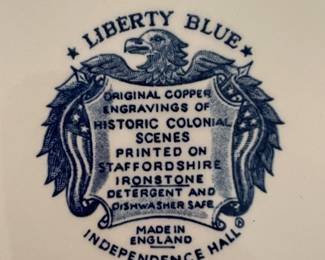 ★ LIBERTY BLUE ★
ORIGINAL COPPER
ENGRAVINGS OF
HISTORIC COLONIAL
SCENES
PRINTED ON
STAFFORDSHIRE
IRONSTONE
DETERGENT AND
DISHWASHER SAFE
MADE IN
ENGLAND
INDEPENDENCE HALL®